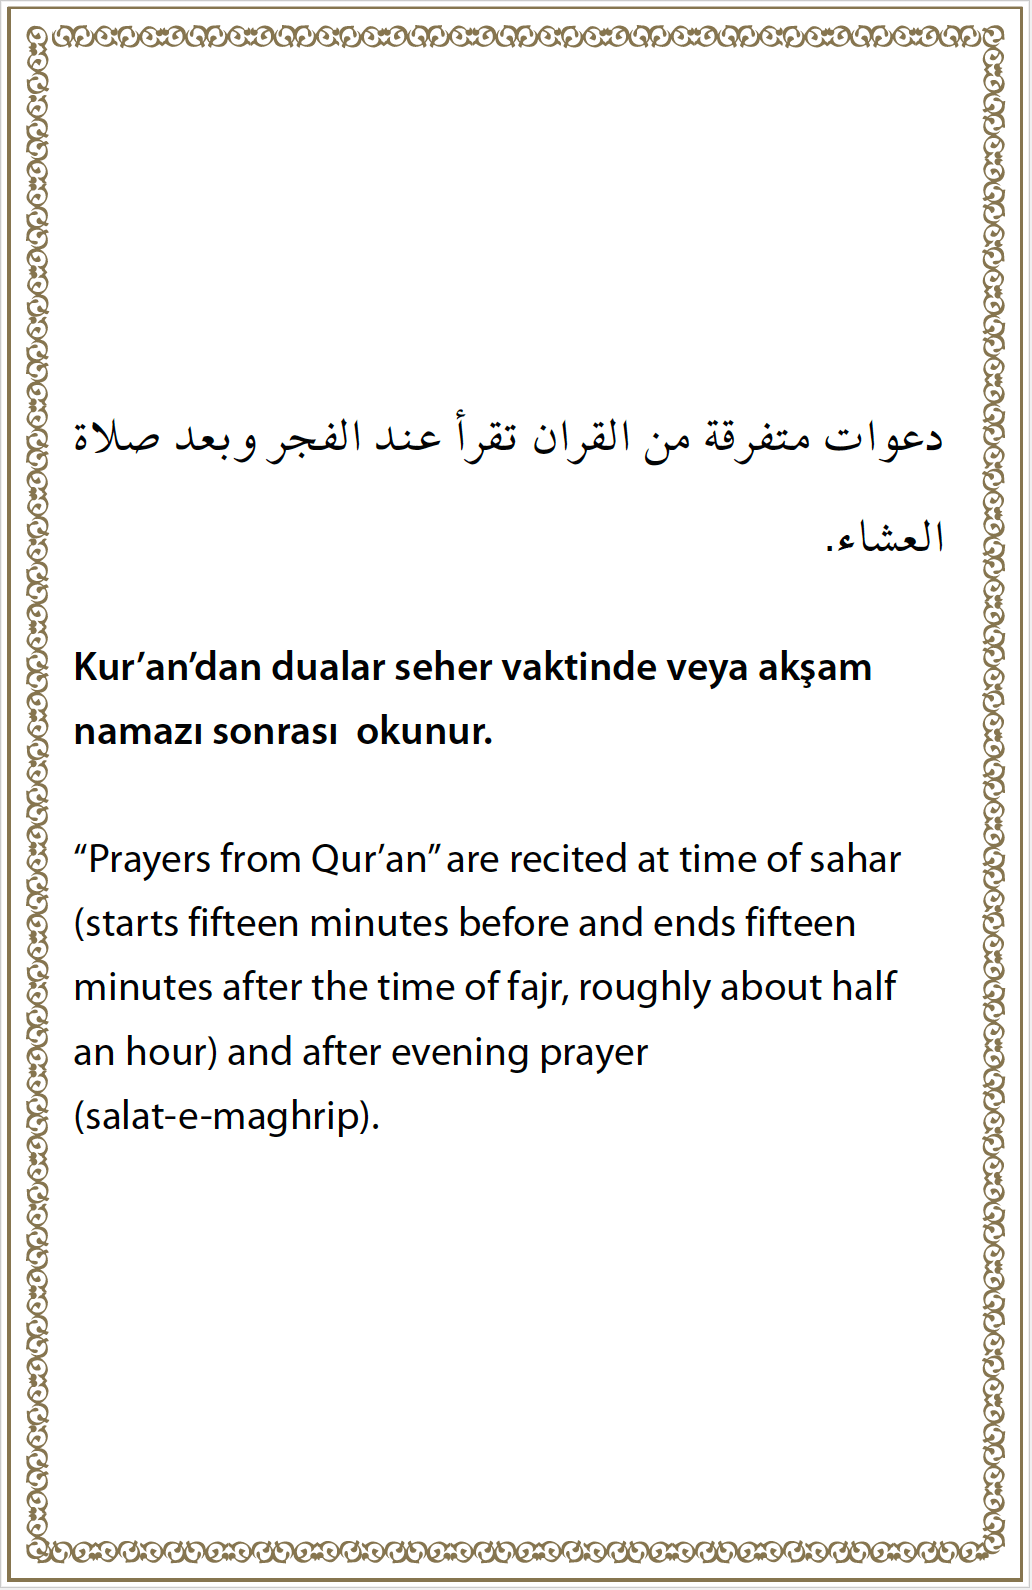 دعوات متفرقة من القران تقرأ عند الفجر وبعد صلاة
العشاء.
Kur’an’dan dualar seher vaktinde veya akşam
namazı sonrası  okunur.
“Prayers from Qur’an” are recited at time of sahar
(starts fifteen minutes before and ends fifteen
minutes after the time of fajr, roughly about half
an hour) and after evening prayer
(salat-e-maghrip).